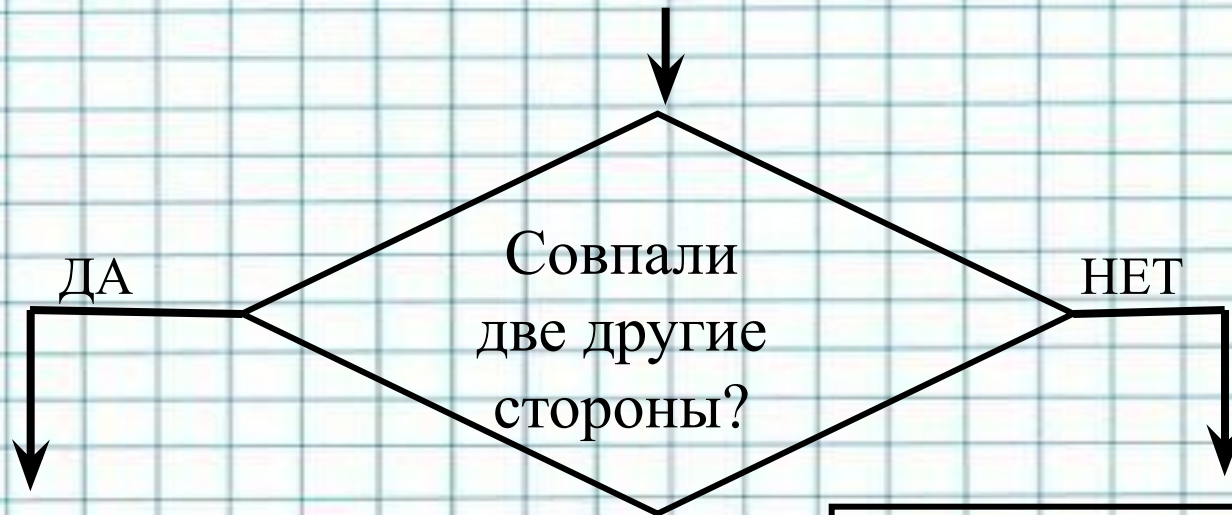 ДА
Совпали
две другие
стороны?
НЕТ